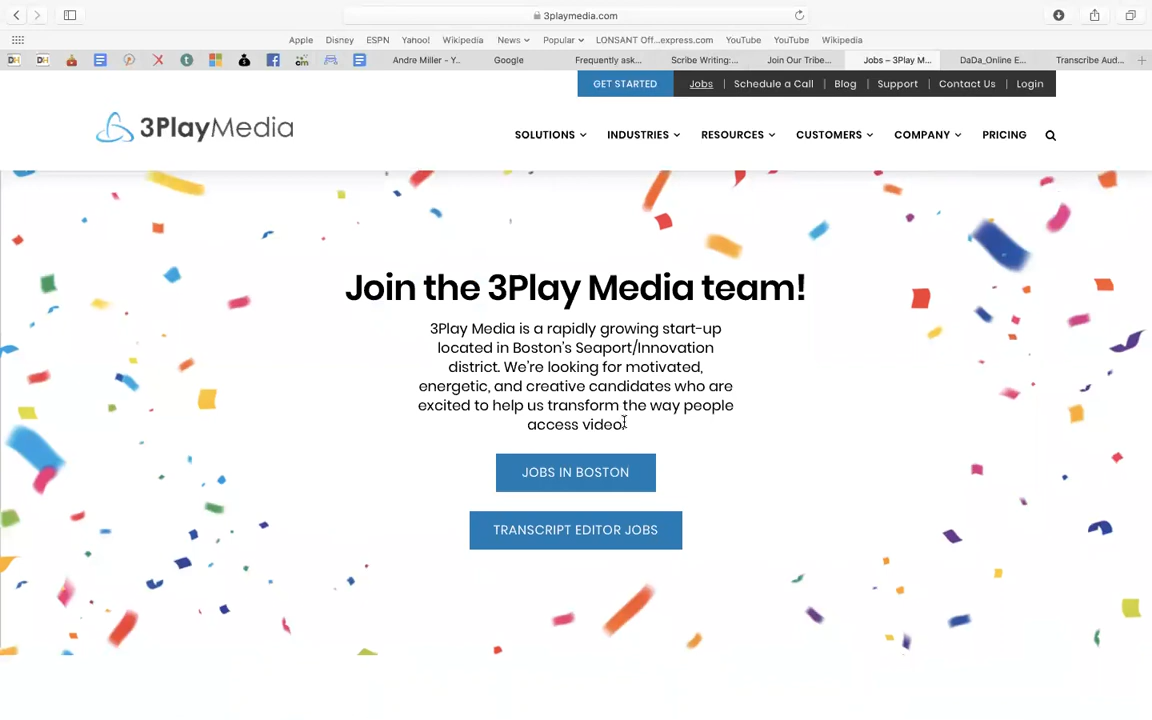 3playmedia.com
Apple Disney ESPN Yahoo! Wikipedia News Popular LONSANT Off...express.com YouTube YouTube Wikipedia
DH DH cm Andre Miller - Y... Google Frequently ask... Scribe Writing:... Join Our Tribe... Jobs – 3Play M... DaDa_Online E... Transcribe Aud...
GET STARTED Jobs | Schedule a Call | Blog | Support | Contact Us | Login
3PlayMedia
SOLUTIONS INDUSTRIES RESOURCES CUSTOMERS COMPANY PRICING
Join the 3Play Media team!
3Play Media is a rapidly growing start-up
located in Boston's Seaport/Innovation
district. We're looking for motivated,
energetic, and creative candidates who are
excited to help us transform the way people
access video.
JOBS IN BOSTON
TRANSCRIPT EDITOR JOBS